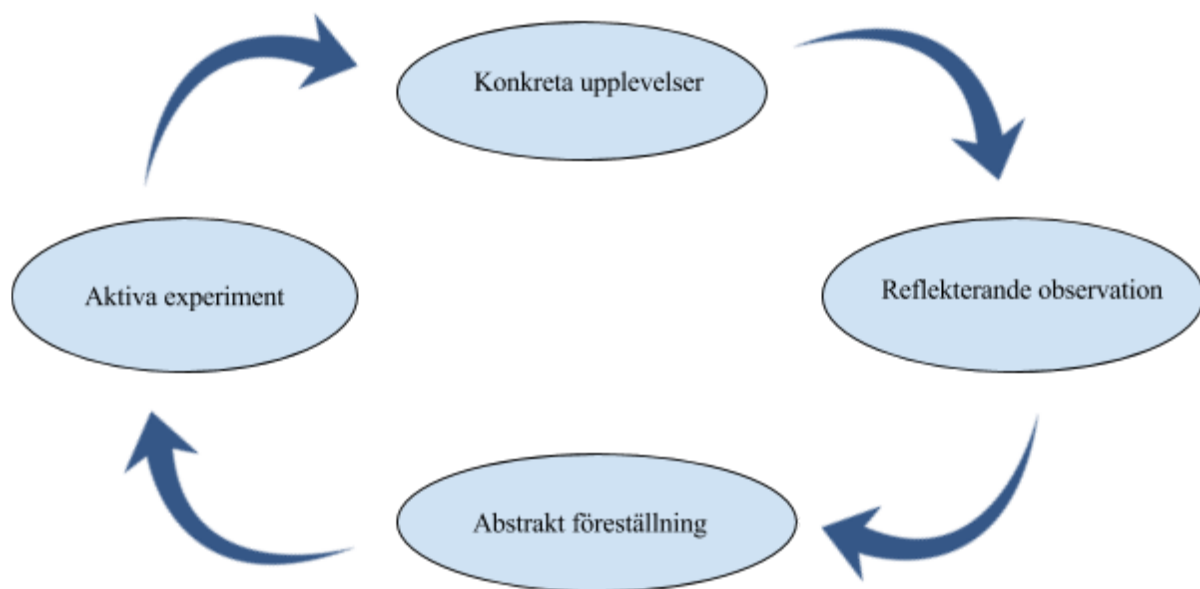 Konkreta upplevelser
Reflekterande observation
Abstrakt föreställning
Aktiva experiment